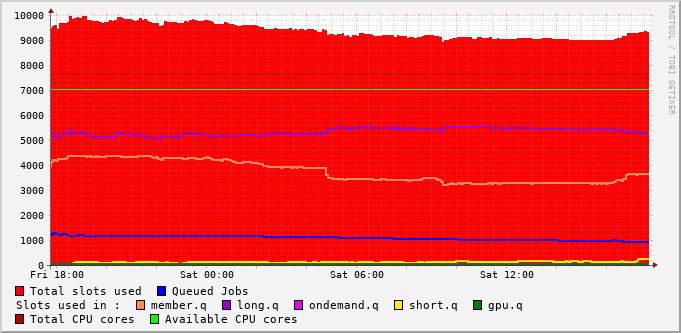 10000
9000
8000
7000
6000
5000
4000
3000
2000
1000
0
Fri 18:00 Sat 00:00 Sat 06:00 Sat 12:00
Total slots used Queued Jobs
Slots used in : member.q long.q ondemand.q short.q gpu.q
Total CPU cores Available CPU cores
RRDTOOL / TOBI OETIKER